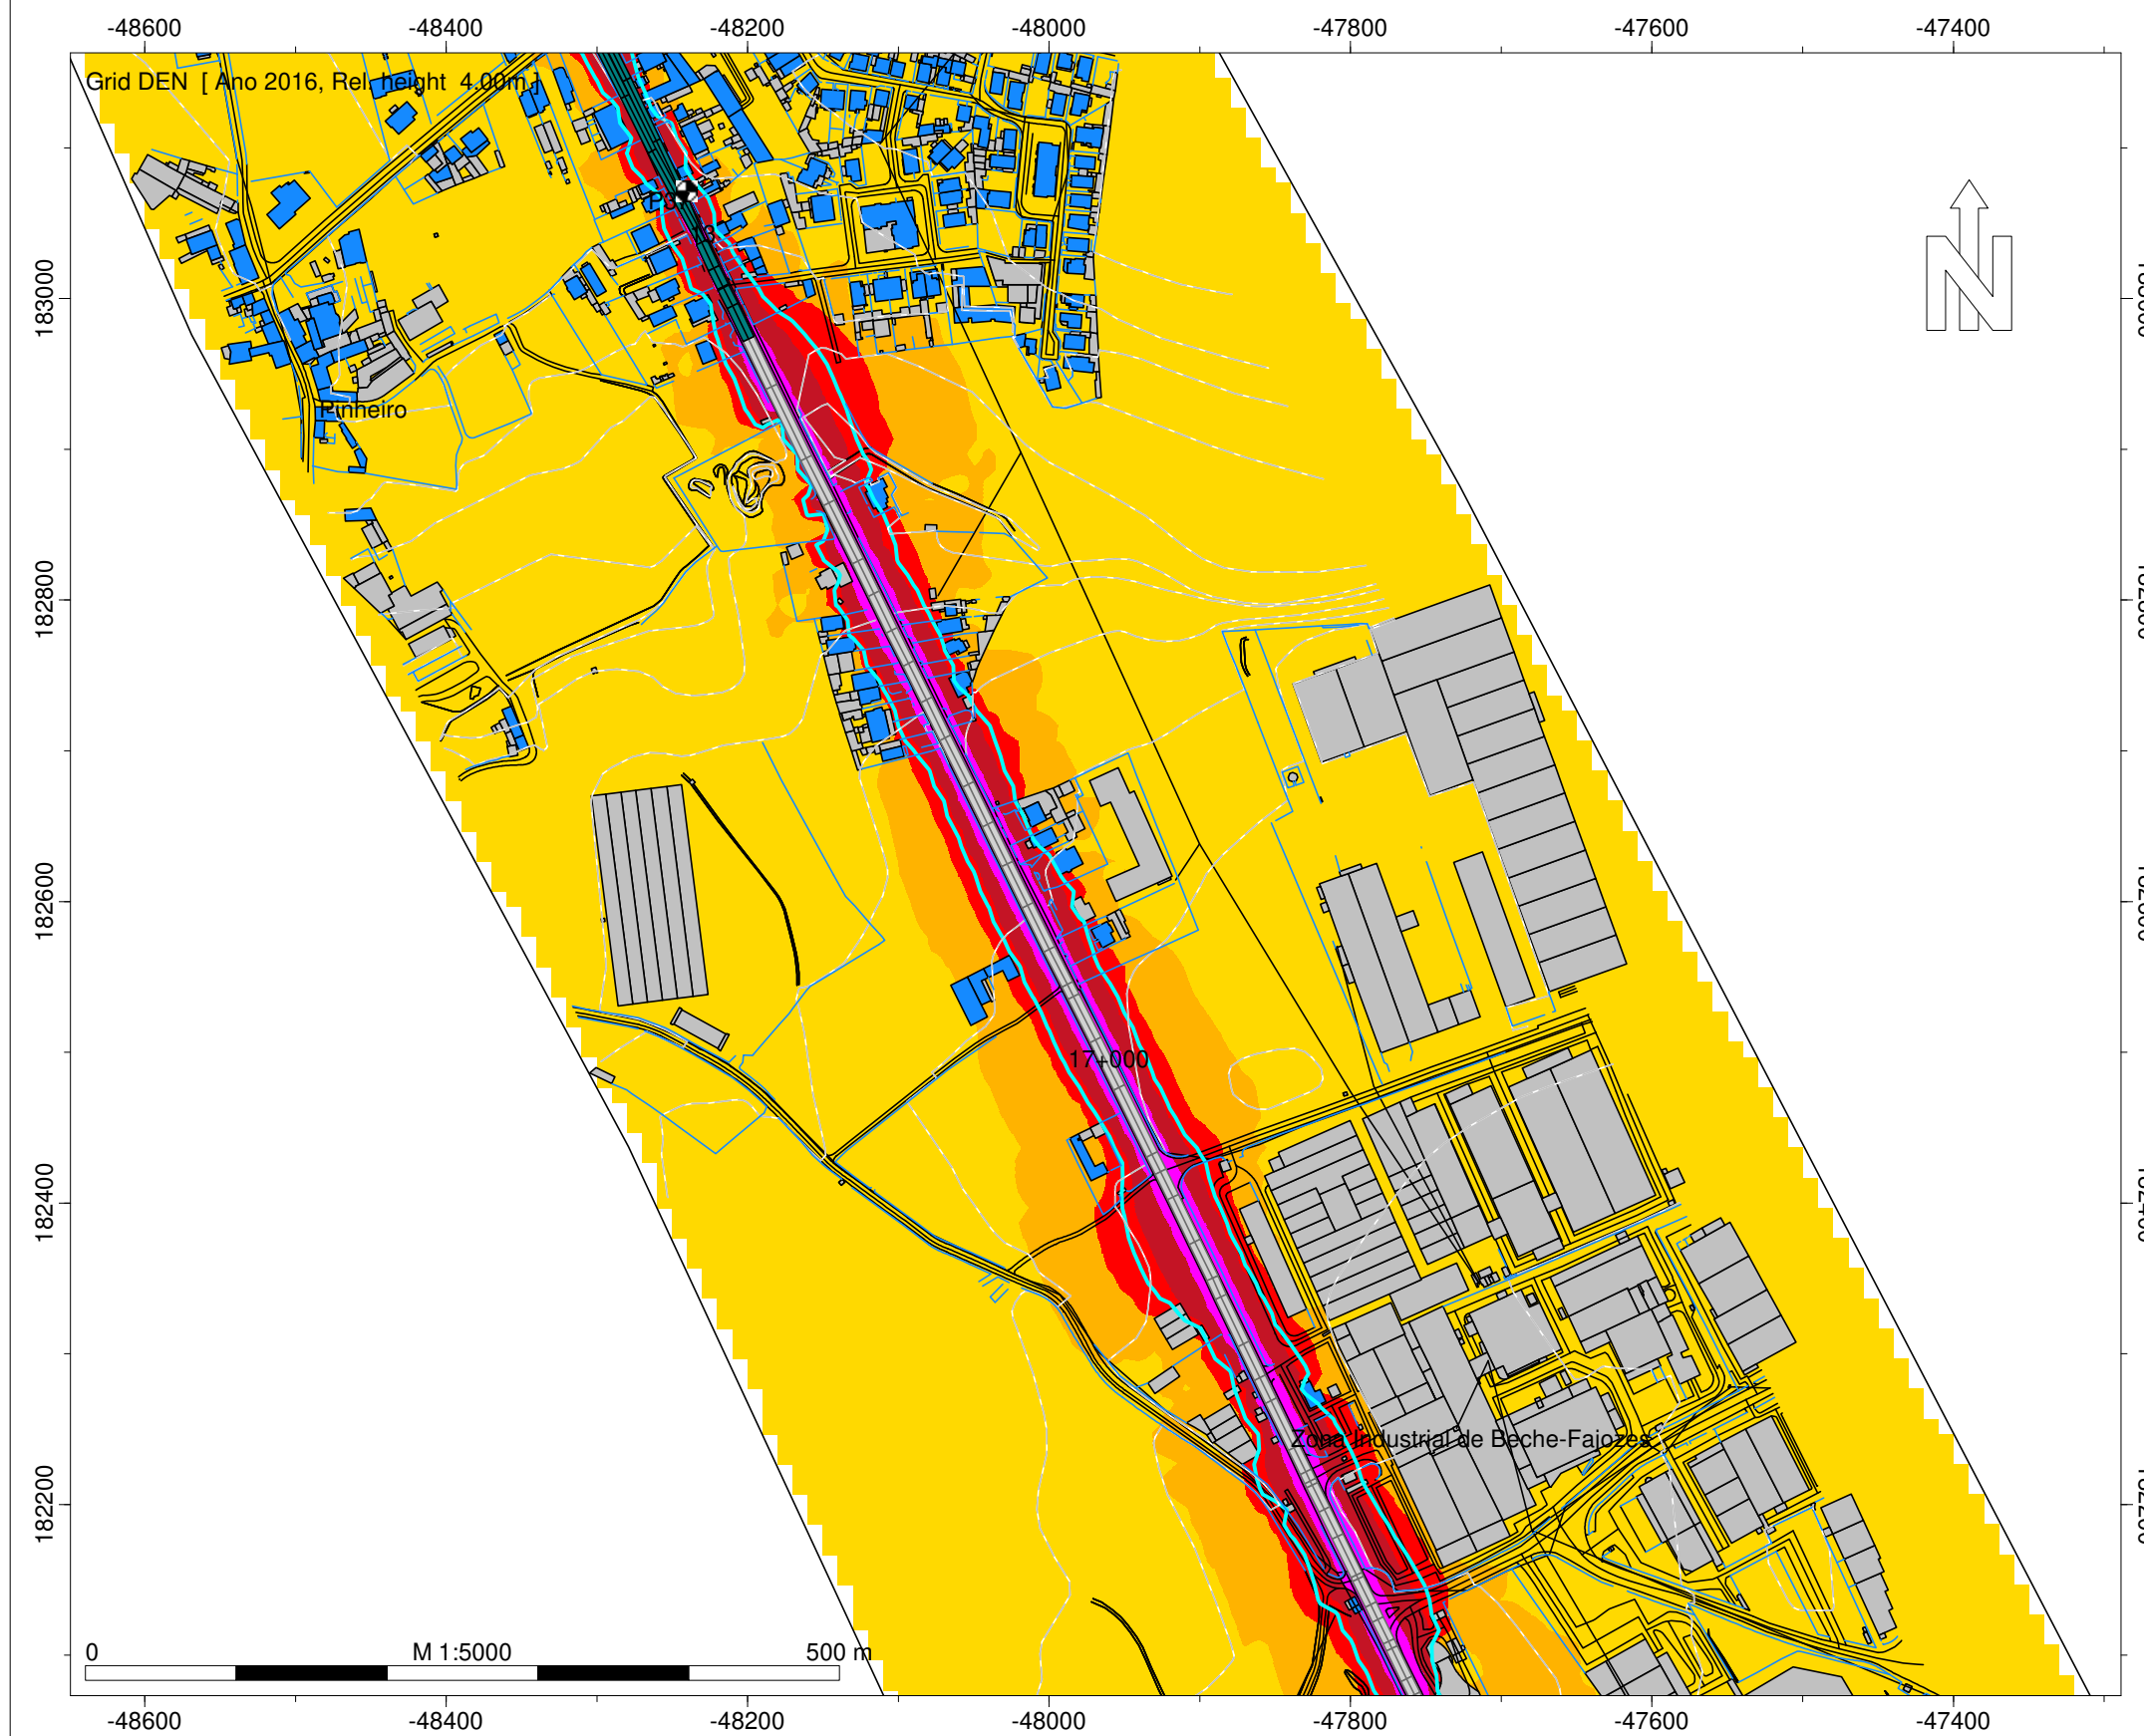 -48600 -48400 -48200 -48000 -47800 -47600 -47400
Grid DEN [ Ano 2016, Rel. height 4.00m ]
183000
Pinheiro
182800
182600
17+000
182400
Zona Industrial de Beche-Fajozes
182200
N
0 M 1:5000 500 m
-48600 -48400 -48200 -48000 -47800 -47600 -47400